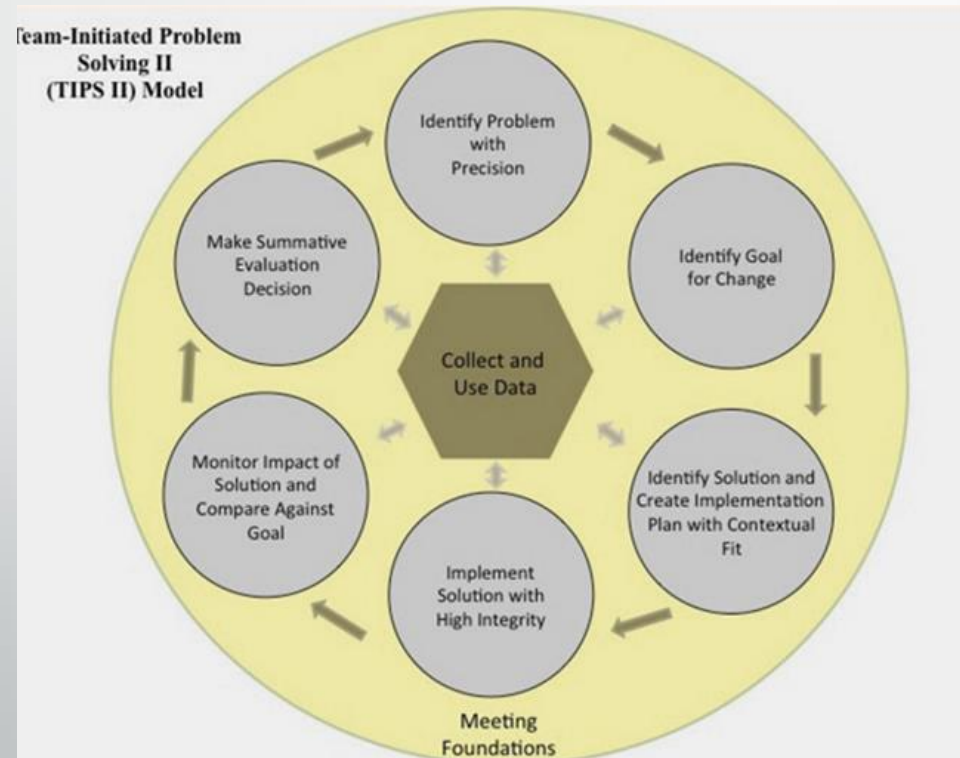 Team-Initiated Problem
Solving II
(TIPS II) Model
Identify Problem
with
Precision
Identify Goal
for Change
Identify Solution and
Create Implementation
Plan with Contextual
Fit
Implement
Solution with
High Integrity
Monitor Impact of
Solution and
Compare Against
Goal
Make Summative
Evaluation
Decision
Collect and
Use Data
Meeting
Foundations